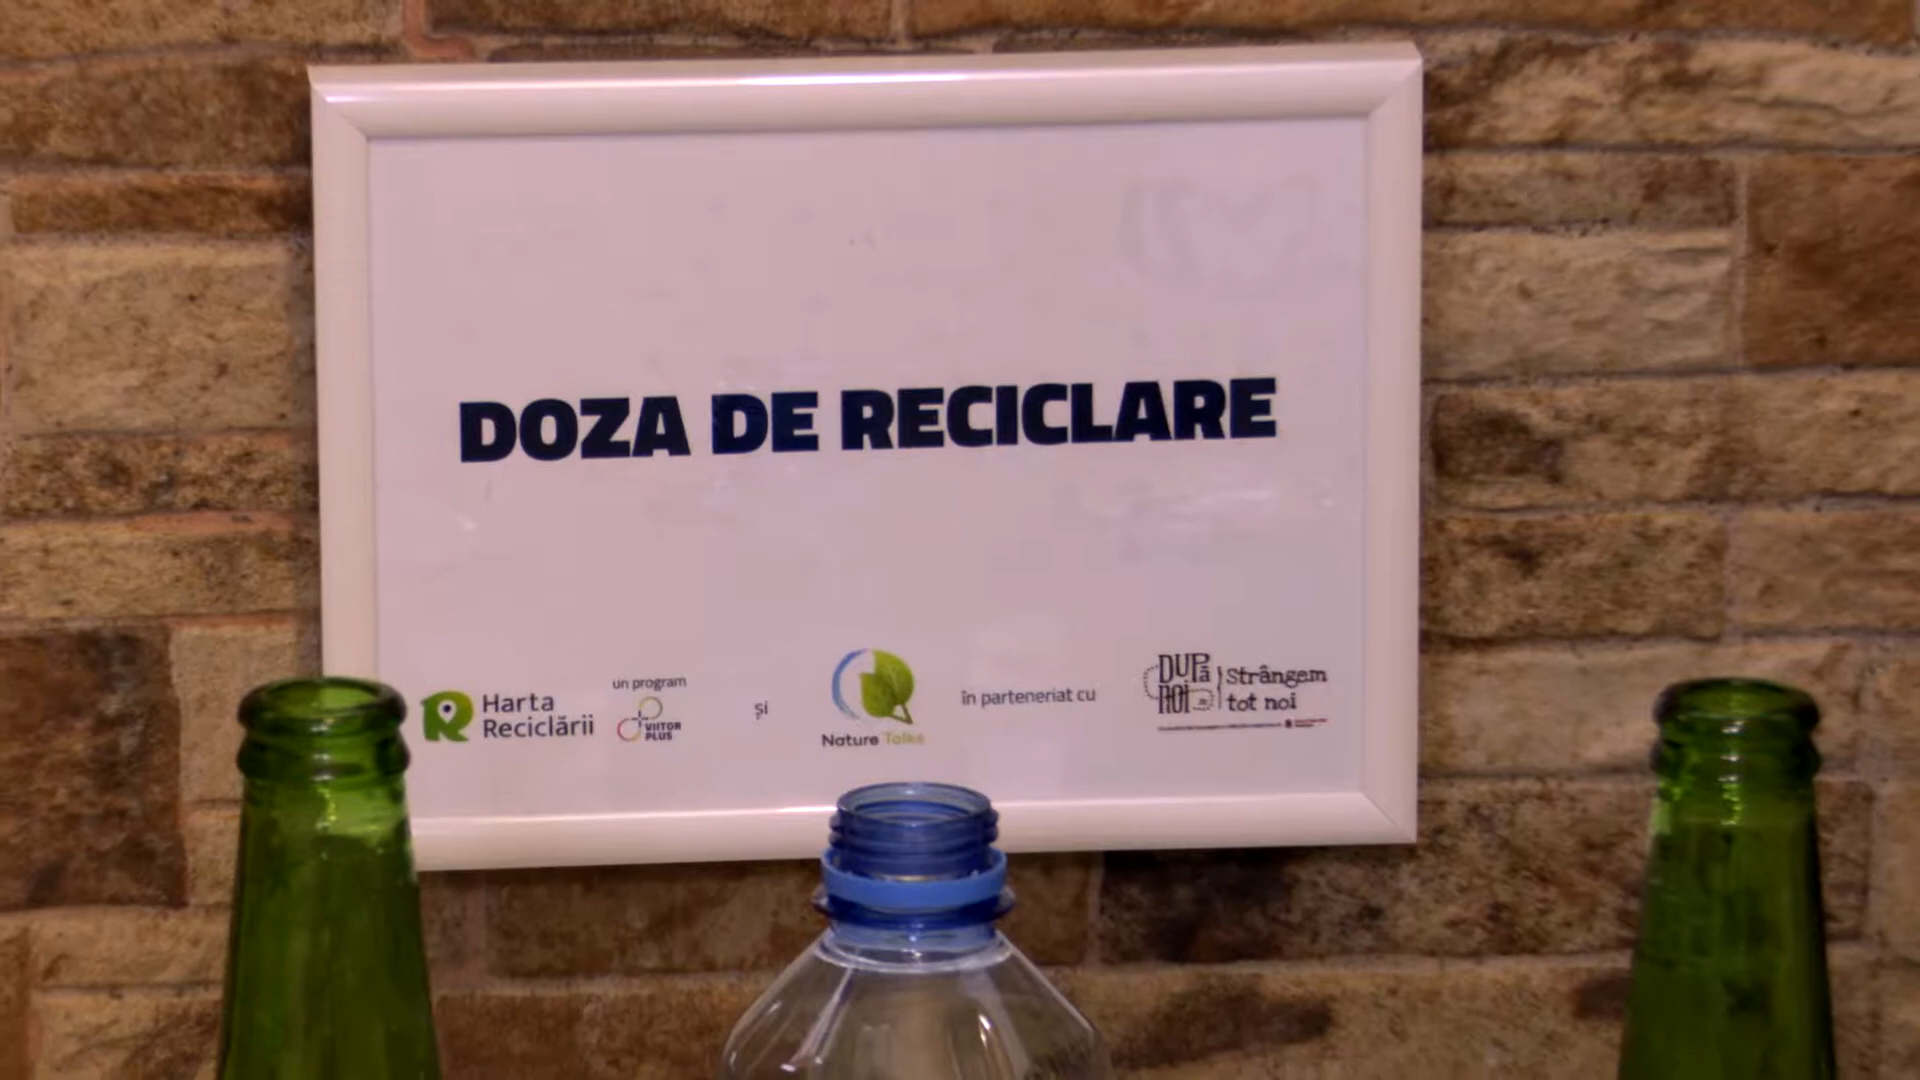 DOZA DE RECICLARE
Harta
Reciclării
un program
VIITOR
PLUS
și
Nature Talks
în parteneriat cu
DUPĂ
NOI
Strângem
tot noi